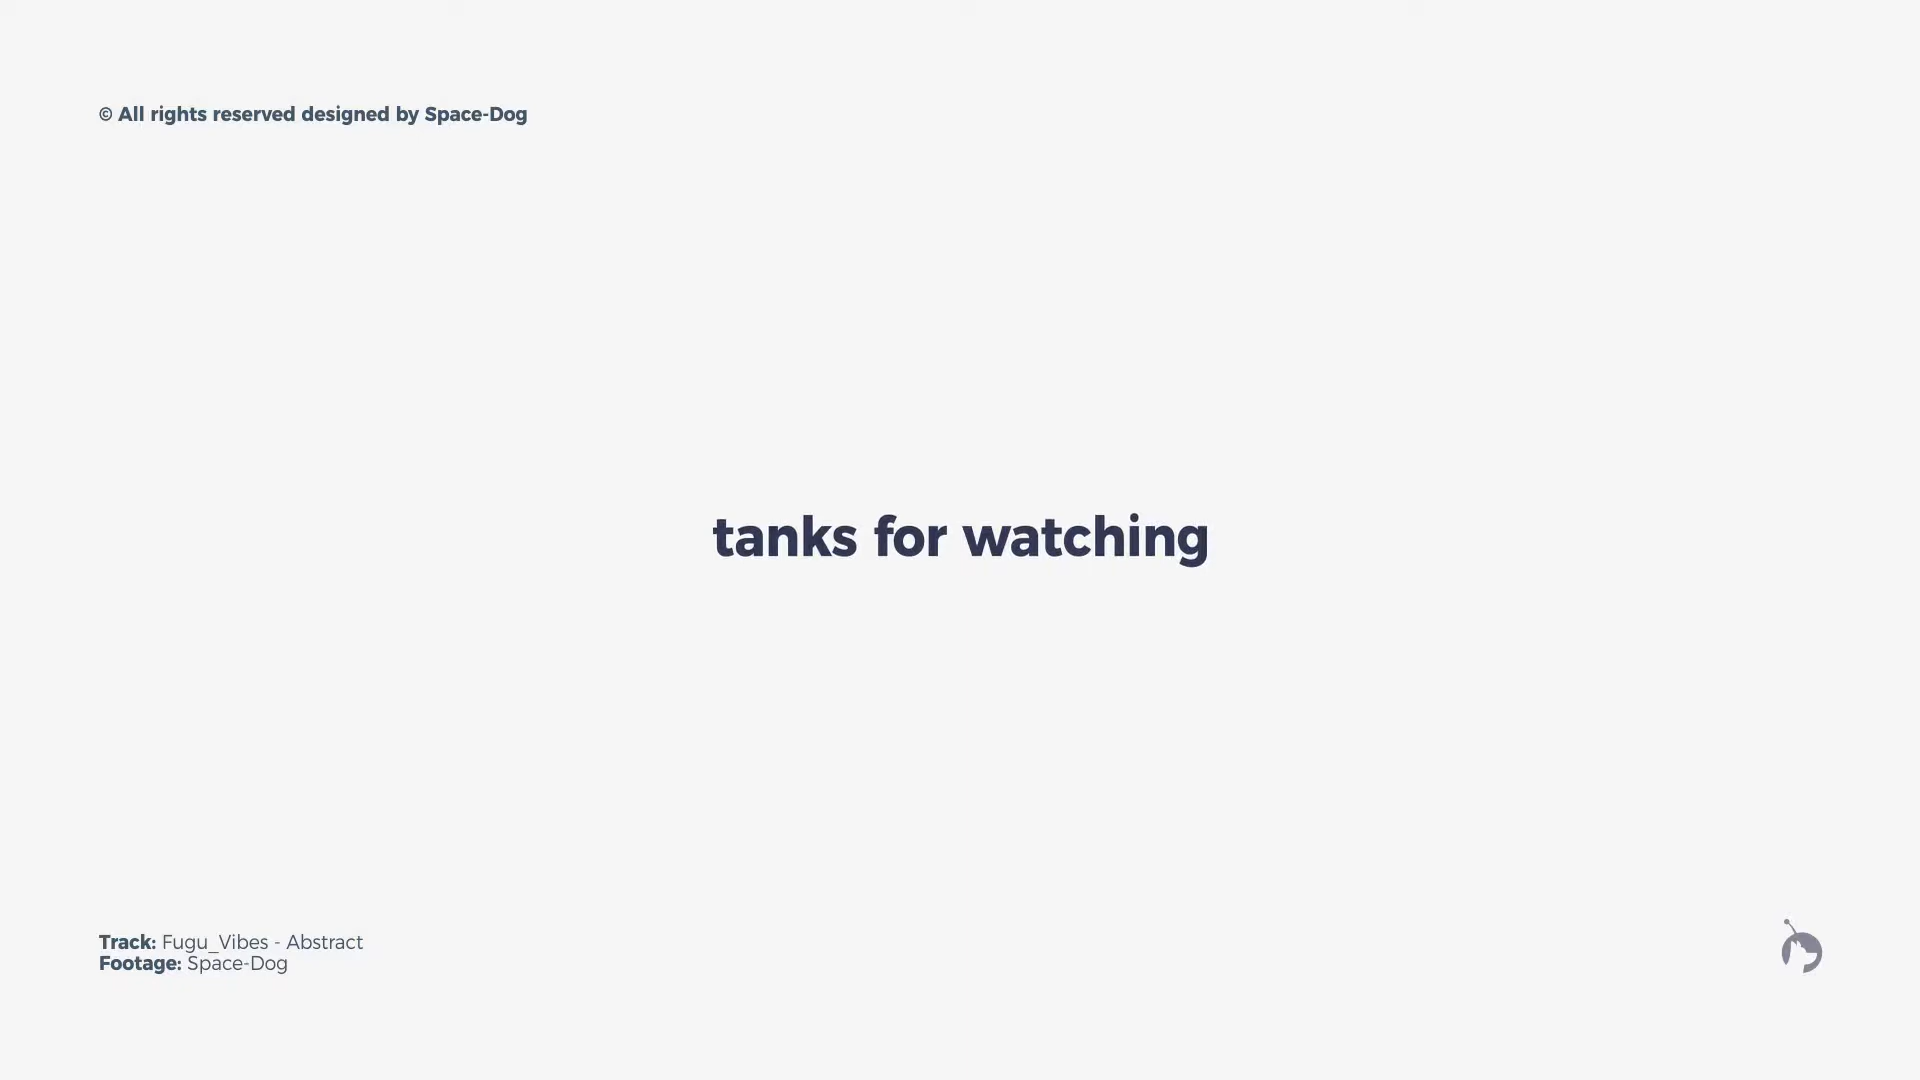 © All rights reserved designed by Space-Dog
tanks for watching
Track: Fugu_Vibes - Abstract
Footage: Space-Dog